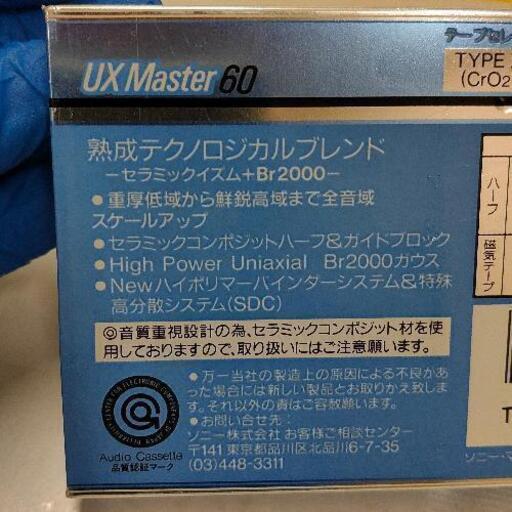 UX Master 60
テープセレ
TYPE
(CrO2
熟成テクノロジカルブレンド
−セラミックイズム+Br2000−
●重厚低域から鮮鋭高域まで全音域
スケールアップ
●セラミックコンポジットハーフ&ガイドブロック
●High Power Uniaxial Br2000ガウス
●Newハイポリマーバインダーシステム&特殊
高分散システム(SDC)
◎音質重視設計の為、セラミックコンポジット材を使
用しておりますので、取り扱いにはご注意願います。
●万一当社の製造上の原因による不良があ
った場合には新しい製品とお取りかえ致しま
す。それ以外の責はご容赦願います。
●お問い合せ先:
ソニー株式会社 お客様ご相談センター
〒141 東京都品川区北品川6-7-35
(03)448-3311
Audio Cassette
品質認証マーク
ハーフ
磁気テープ
T
ソニー・マ